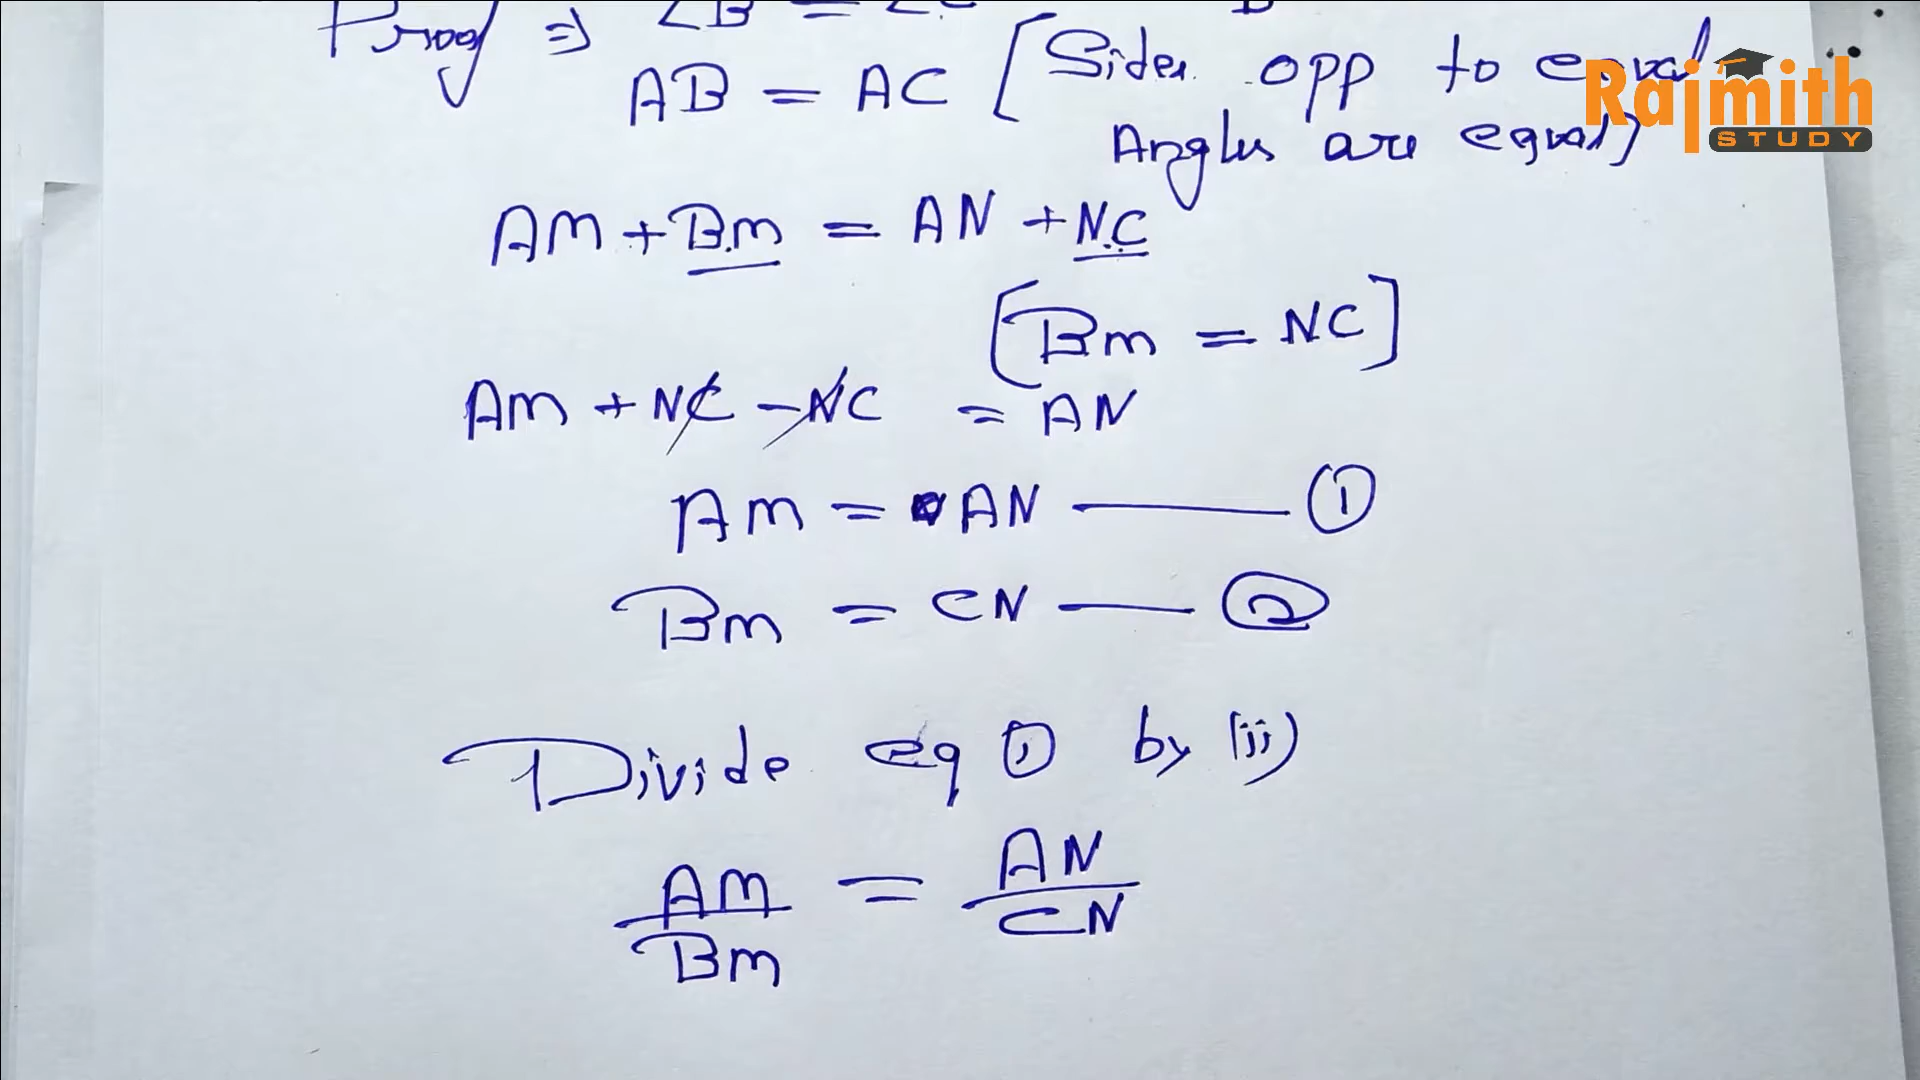 Proof ⇒ ∠B = ∠C
AB = AC [Sides opp to equal
Angles are equal]
AM + BM = AN + NC
[BM = NC]
AM + NC - NC = AN
AM = AN —— ①
BM = CN —— ②
Divide eq ① by (ii)
AM/BM = AN/CN
Rajmith
STUDY